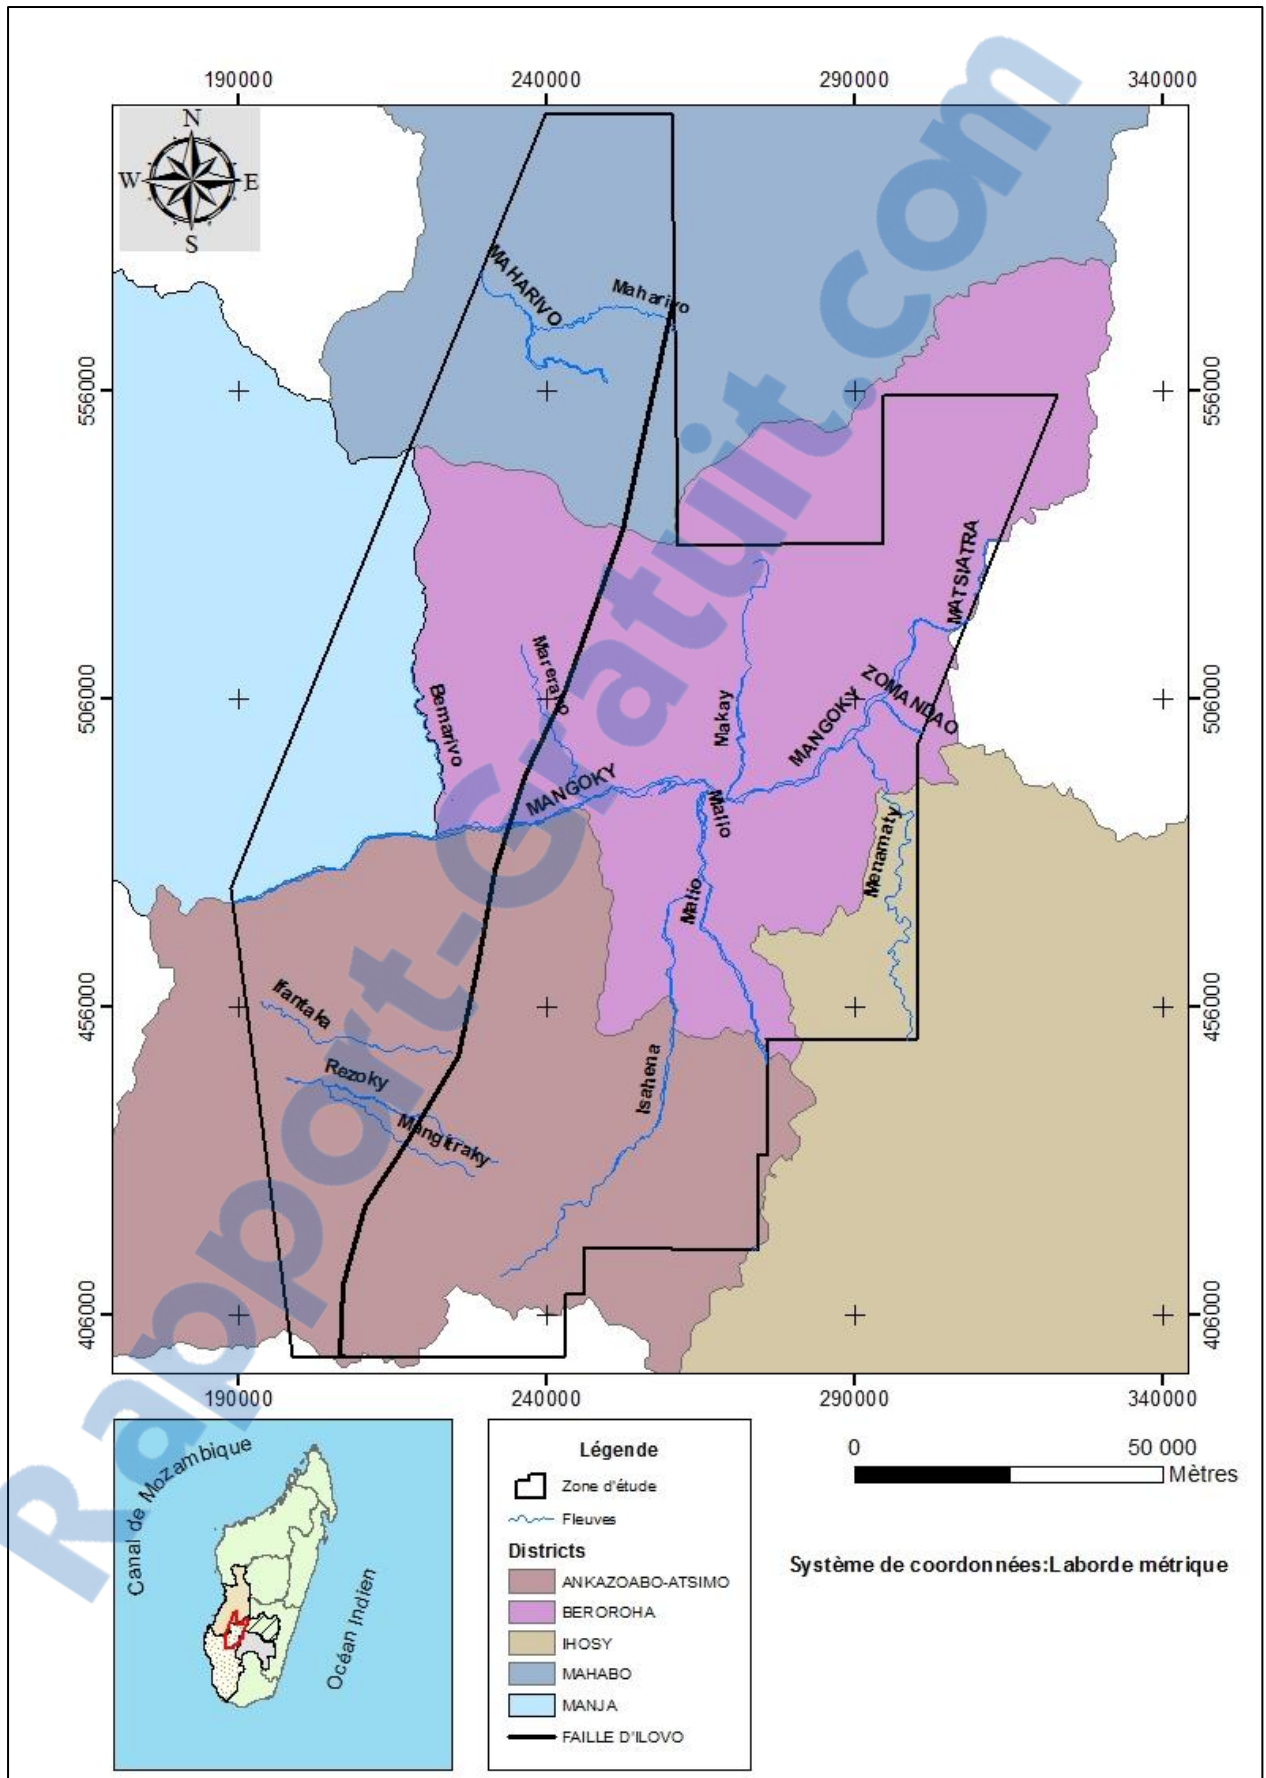 190000
240000
290000
340000
N
W
E
S
MAHARIVO
Maharivo
556000
556000
MATSIATRA
Marerano
ZOMANDAO
506000
506000
Bemarivo
Makay
MANGOKY
MANGOKY
Malio
Menamaty
Malio
456000
456000
Ifantaka
Isahena
Rezoky
Mangitraky
406000
406000
190000
240000
290000
340000
Canal de Mozambique
Océan Indien
Légende
Zone d'étude
Fleuves
Districts
ANKAZOABO-ATSIMO
BEROROHA
IHOSY
MAHABO
MANJA
FAILLE D'ILOVO
0
50 000
Mètres
Système de coordonnées:Laborde métrique
Rapport-Gratuit.com